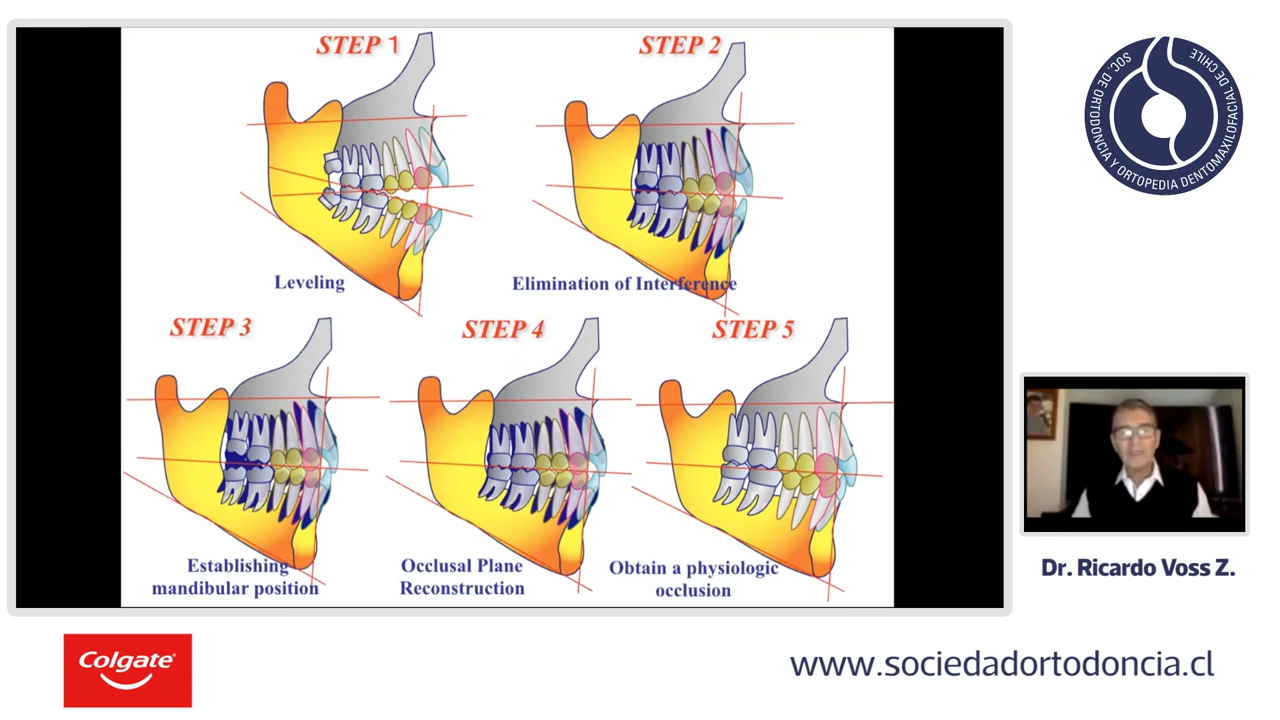 STEP 1
STEP 2
Leveling
Elimination of Interference
STEP 3
STEP 4
STEP 5
Establishing
mandibular position
Occlusal Plane
Reconstruction
Obtain a physiologic
occlusion
SOC. DE ORTODONCIA Y ORTOPEDIA DENTOMAXILOFACIAL DE CHILE
Dr. Ricardo Voss Z.
Colgate®
www.sociedadortodoncia.cl